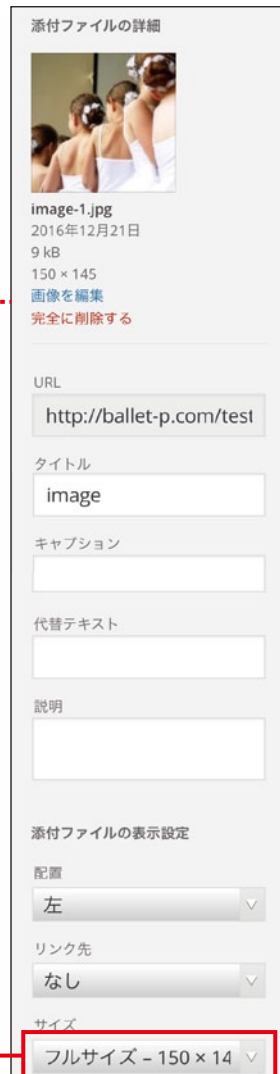 添付ファイルの詳細
image-1.jpg
2016年12月21日
9 kB
150 × 145
画像を編集
完全に削除する
URL
http://ballet-p.com/test
タイトル
image
キャプション
代替テキスト
説明
添付ファイルの表示設定
配置
左
リンク先
なし
サイズ
フルサイズ – 150 × 14